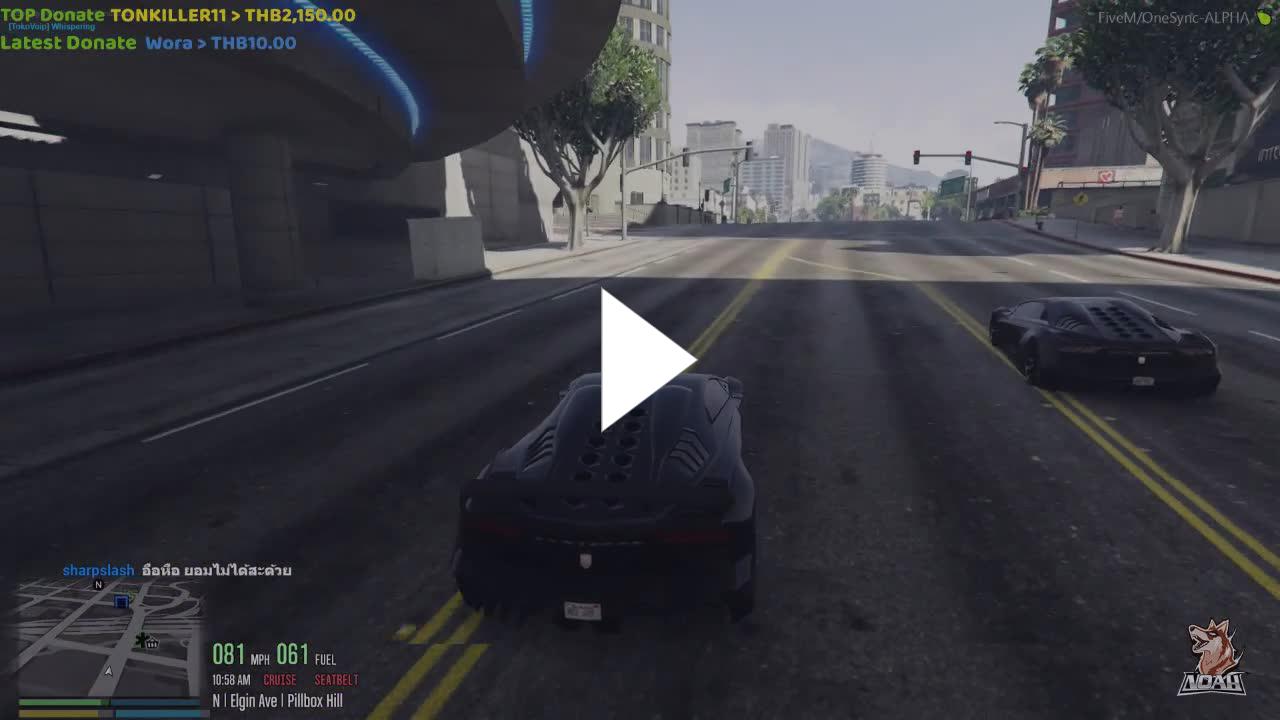 TOP Donate TONKILLER11 > THB2,150.00
[TokoVoip] Whispering
Latest Donate Wora > THB10.00
FiveM/OneSync-ALPHA
sharpslash อือหือ ยอมไม่ได้สะด้วย
N
081 MPH 061 FUEL
10:58 AM CRUISE SEATBELT
N | Elgin Ave | Pillbox Hill
NOAH